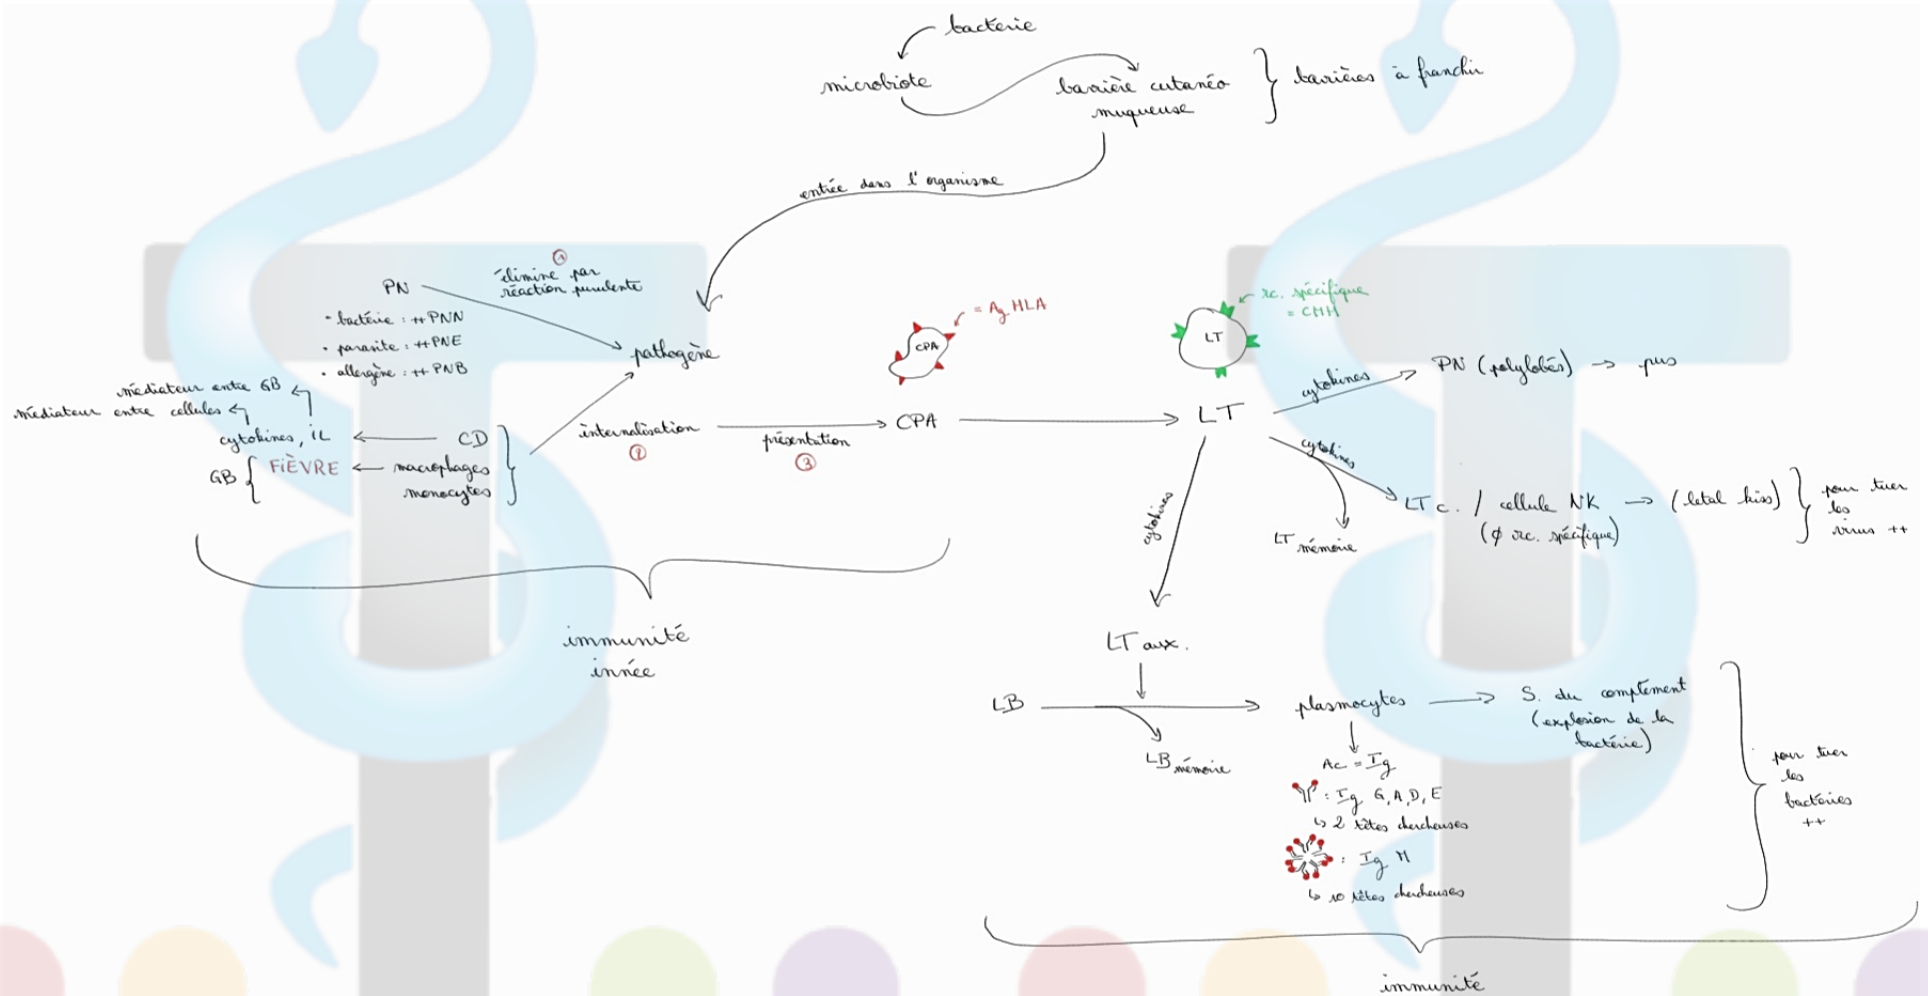 bactérie
microbiote
barrière cutanéo
muqueuse
barrières à franchir
entrée dans l'organisme
①
élimine par
réaction purulente
PN
• bactérie : ++ PNN
• parasite : ++ PNE
• allergène : ++ PNB
pathogène
médiateur entre GB
médiateur entre cellules
cytokines, iL
CD
GB { FIÈVRE
macrophages
monocytes
internalisation
②
présentation
③
CPA
= Ag HLA
CPA
immunité
innée
rc. spécifique
= CMH
LT
LT
cytokines
PN (polylobés) → pus
cytokines
LT c. / cellule NK → (letal kiss)
(∅ rc. spécifique)
pour tuer
les
virus ++
LT mémoire
cytokines
LT aux.
LB
LB mémoire
plasmocytes
S. du complément
(explosion de la
bactérie)
Ac = Ig
: Ig G, A, D, E
↳ 2 têtes chercheuses
: Ig M
↳ 10 têtes chercheuses
pour tuer
les
bactéries
++
immunité